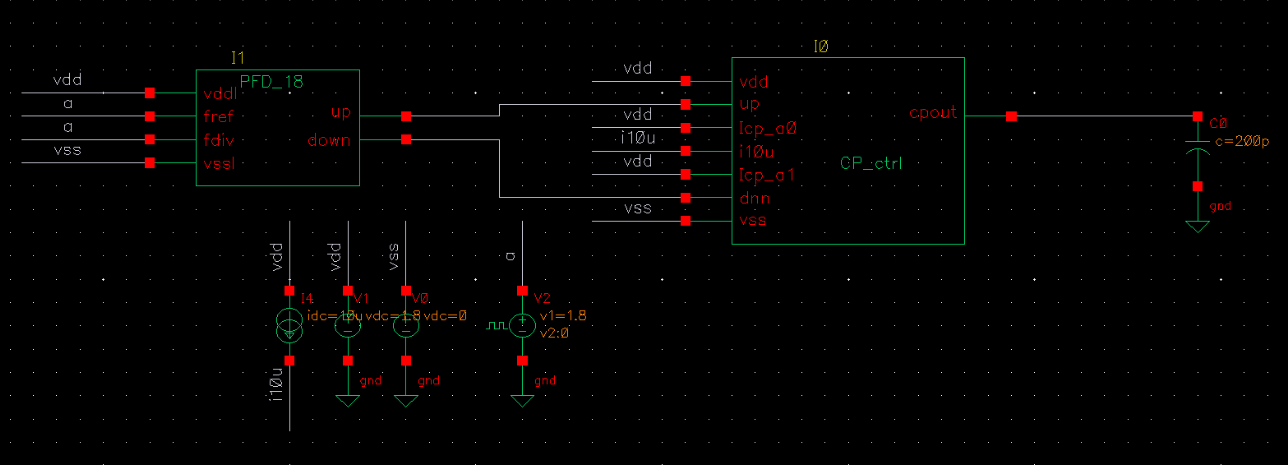 I1
PFD_18
vdd
a
a
vss
vddl
fref
fdiv
vssl
up
down
I0
vdd
vdd
i10u
vdd
vss
vdd
up
Icp_a0
i10u
Icp_a1
dnn
vss
CP_ctrl
cpout
C0
c=200p
gnd
vdd
I4
idc=10u
i10u
vdd
V1
vdc=1.8
gnd
vss
V0
vdc=0
gnd
a
V2
v1=1.8
v2:0
gnd